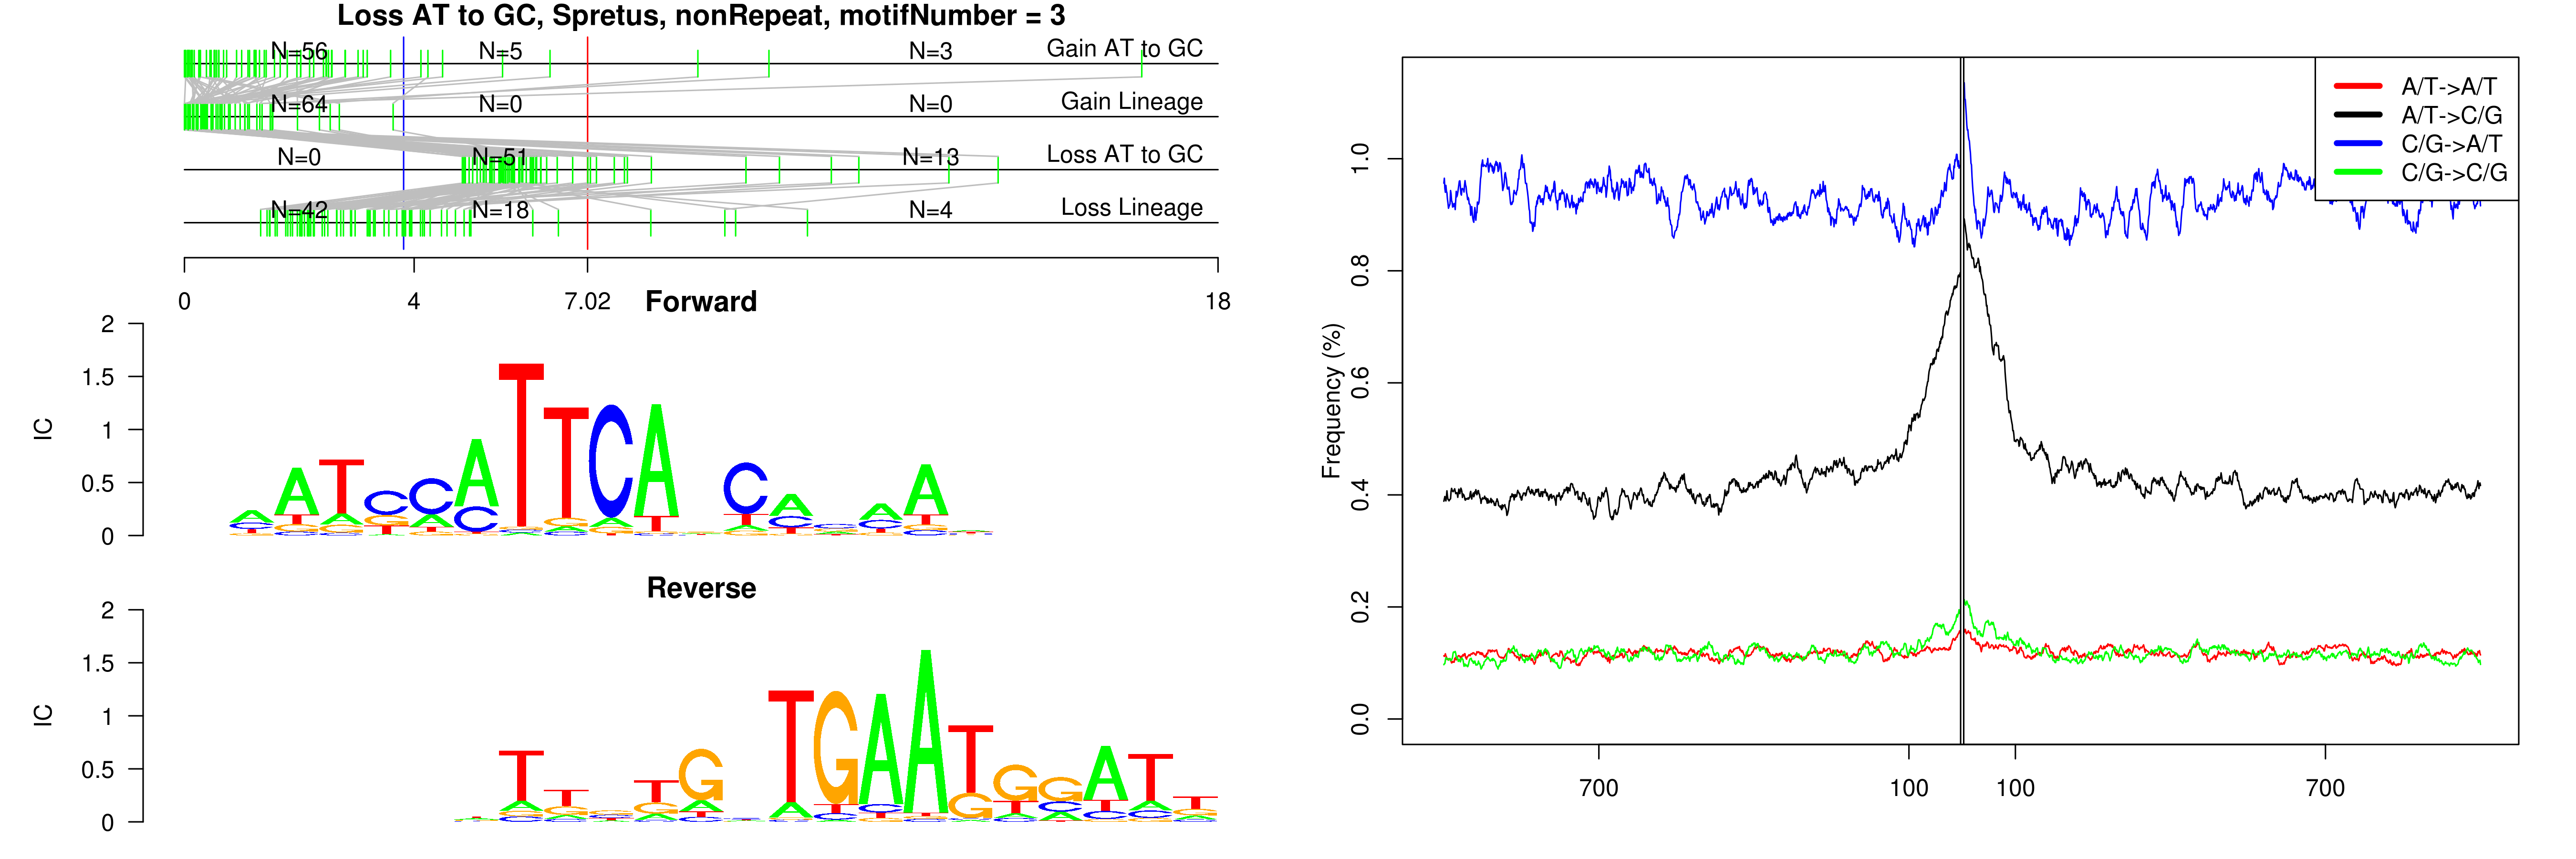 Loss AT to GC, Spretus, nonRepeat, motifNumber = 3
N=56 N=5 N=3 Gain AT to GC
N=64 N=0 N=0 Gain Lineage
N=0 N=51 N=13 Loss AT to GC
N=42 N=18 N=4 Loss Lineage
0 4 7.02 18
Forward
2
1.5
1
0.5
0
IC
Reverse
2
1.5
1
0.5
0
IC
A/T->A/T
A/T->C/G
C/G->A/T
C/G->C/G
1.0
0.8
0.6
0.4
0.2
0.0
Frequency (%)
700 100 100 700